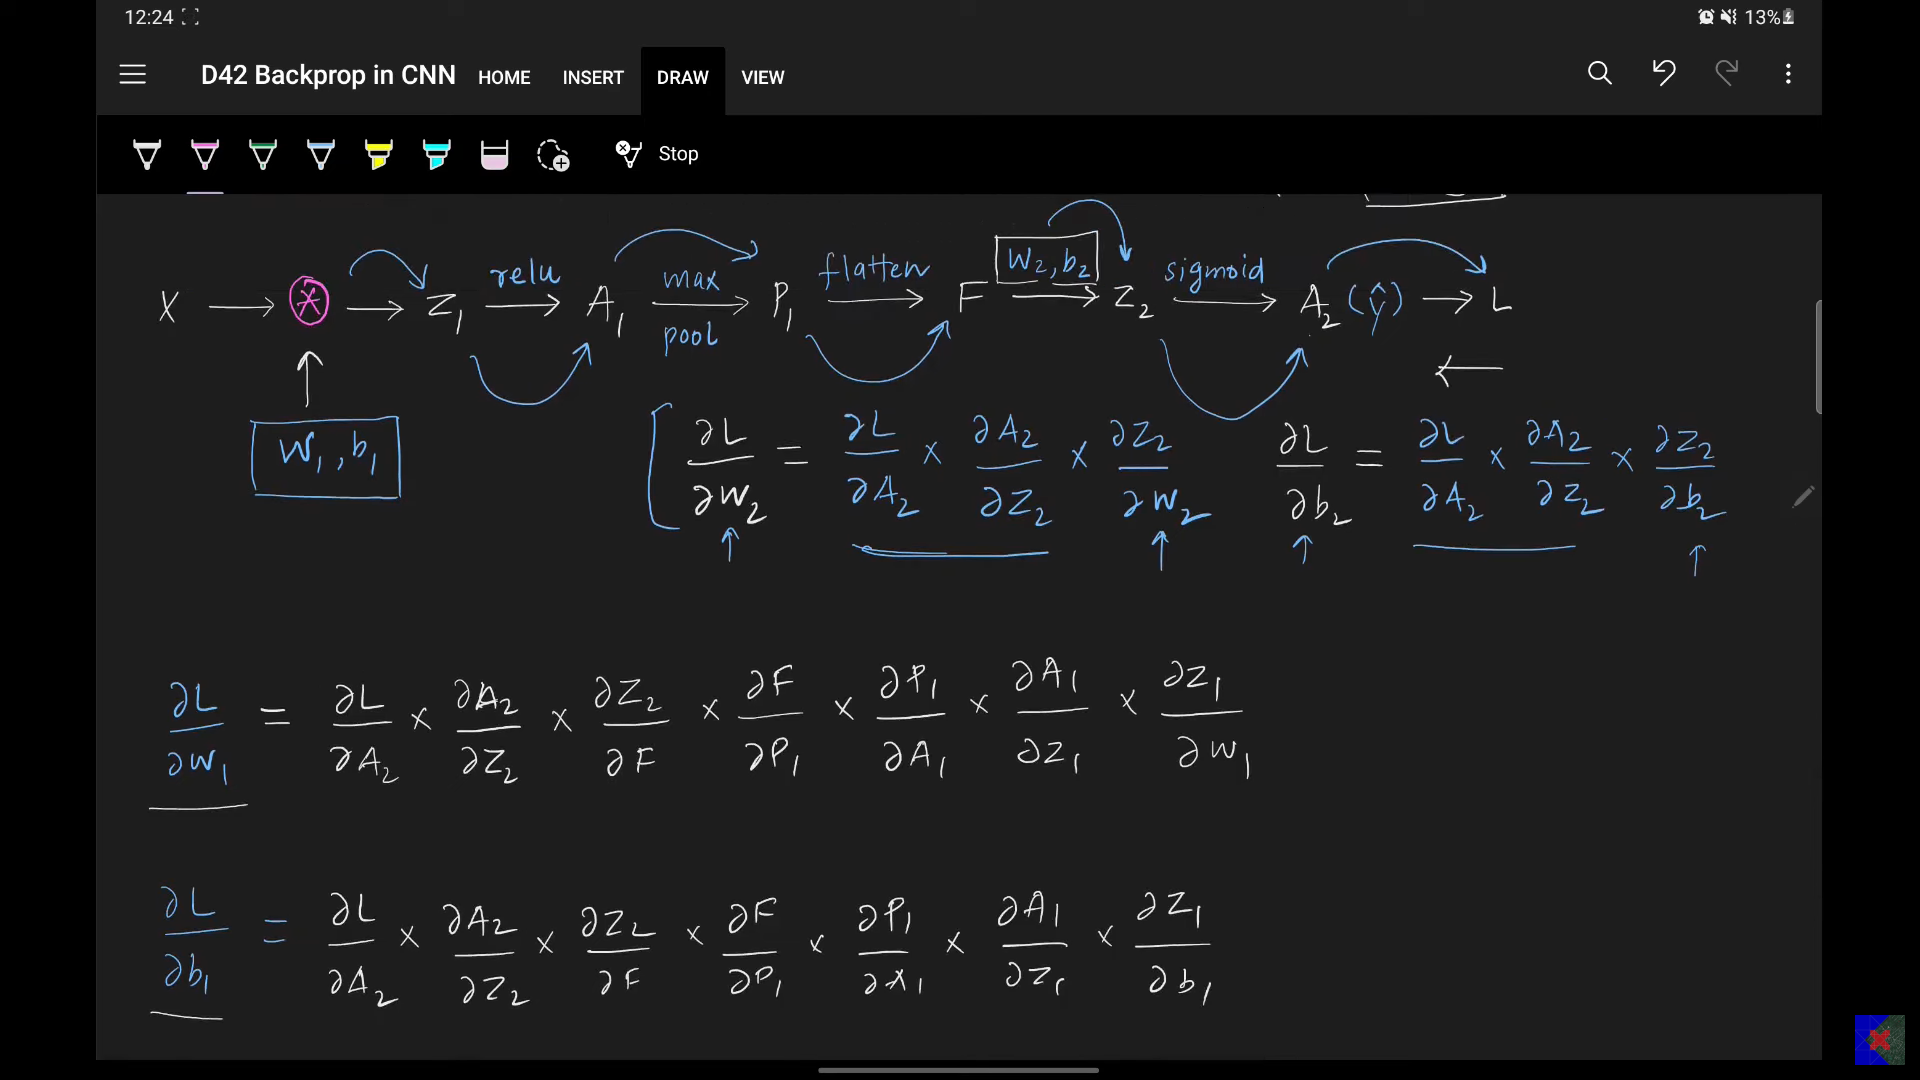 12:24 13%
D42 Backprop in CNN HOME INSERT DRAW VIEW
Stop
X → * → Z₁ relu → A₁ max pool → P₁ flatten → F W₂, b₂ → Z₂ sigmoid → A₂ (ŷ) → L
W₁, b₁
∂L/∂W₂ = ∂L/∂A₂ × ∂A₂/∂Z₂ × ∂Z₂/∂W₂ ∂L/∂b₂ = ∂L/∂A₂ × ∂A₂/∂Z₂ × ∂Z₂/∂b₂
∂L/∂W₁ = ∂L/∂A₂ × ∂A₂/∂Z₂ × ∂Z₂/∂F × ∂F/∂P₁ × ∂P₁/∂A₁ × ∂A₁/∂Z₁ × ∂Z₁/∂W₁
∂L/∂b₁ = ∂L/∂A₂ × ∂A₂/∂Z₂ × ∂Z₂/∂F × ∂F/∂P₁ × ∂P₁/∂A₁ × ∂A₁/∂Z₁ × ∂Z₁/∂b₁